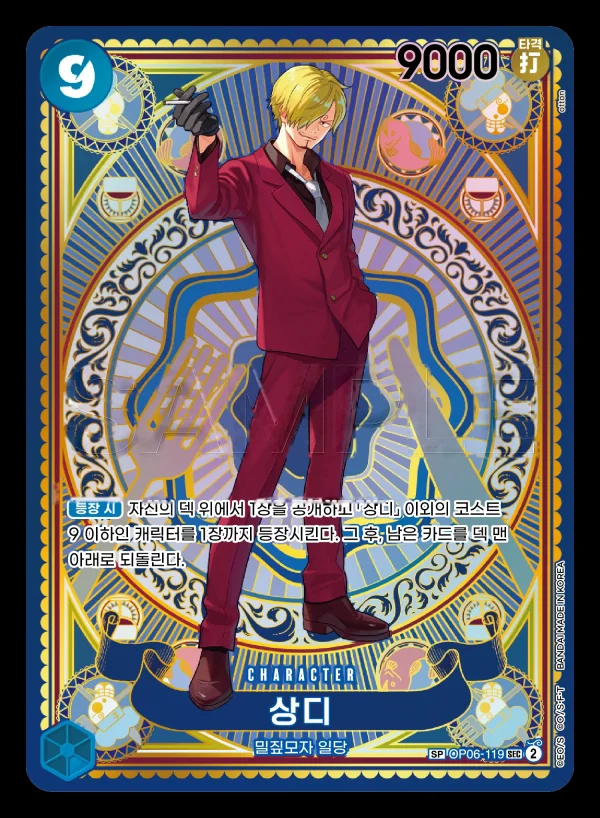 9
9000
타격
打
otton
SAMPLE
등장 시 자신의 덱 위에서 1장을 공개하고 「상디」 이외의 코스트
9 이하인 캐릭터를 1장까지 등장시킨다. 그 후, 남은 카드를 덱 맨
아래로 되돌린다.
CHARACTER
상디
밀짚모자 일당
SP OP06-119 SEC 2
©EO/S ©O/S·F·T BANDAI MADE IN KOREA